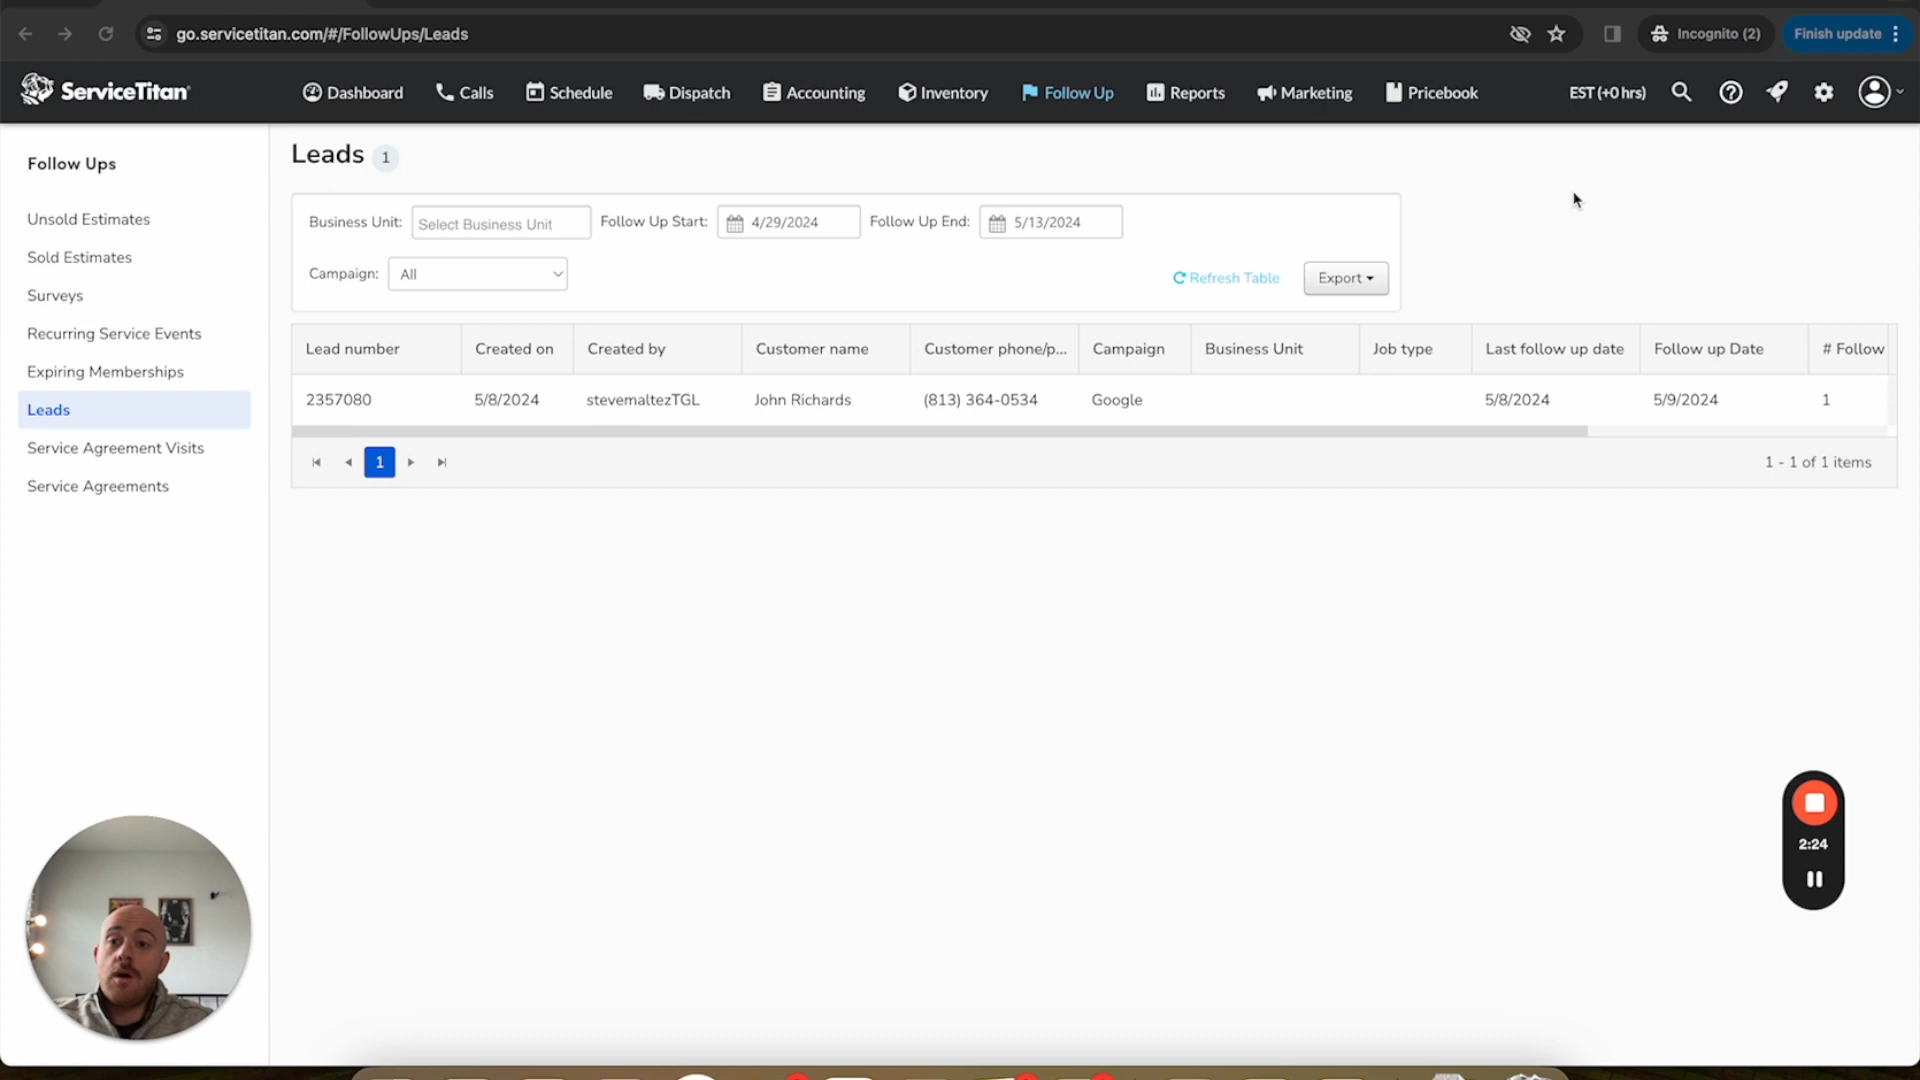 go.servicetitan.com/#/FollowUps/Leads
Incognito (2)
Finish update
ServiceTitan
Dashboard
Calls
Schedule
Dispatch
Accounting
Inventory
Follow Up
Reports
Marketing
Pricebook
EST (+0 hrs)
Follow Ups
Unsold Estimates
Sold Estimates
Surveys
Recurring Service Events
Expiring Memberships
Leads
Service Agreement Visits
Service Agreements
Leads 1
Business Unit: Select Business Unit Follow Up Start: 4/29/2024 Follow Up End: 5/13/2024
Campaign: All
Refresh Table
Export
Lead number Created on Created by Customer name Customer phone/p... Campaign Business Unit Job type Last follow up date Follow up Date # Follow
2357080 5/8/2024 stevemaltezTGL John Richards (813) 364-0534 Google 5/8/2024 5/9/2024 1
1
1 - 1 of 1 items
2:24